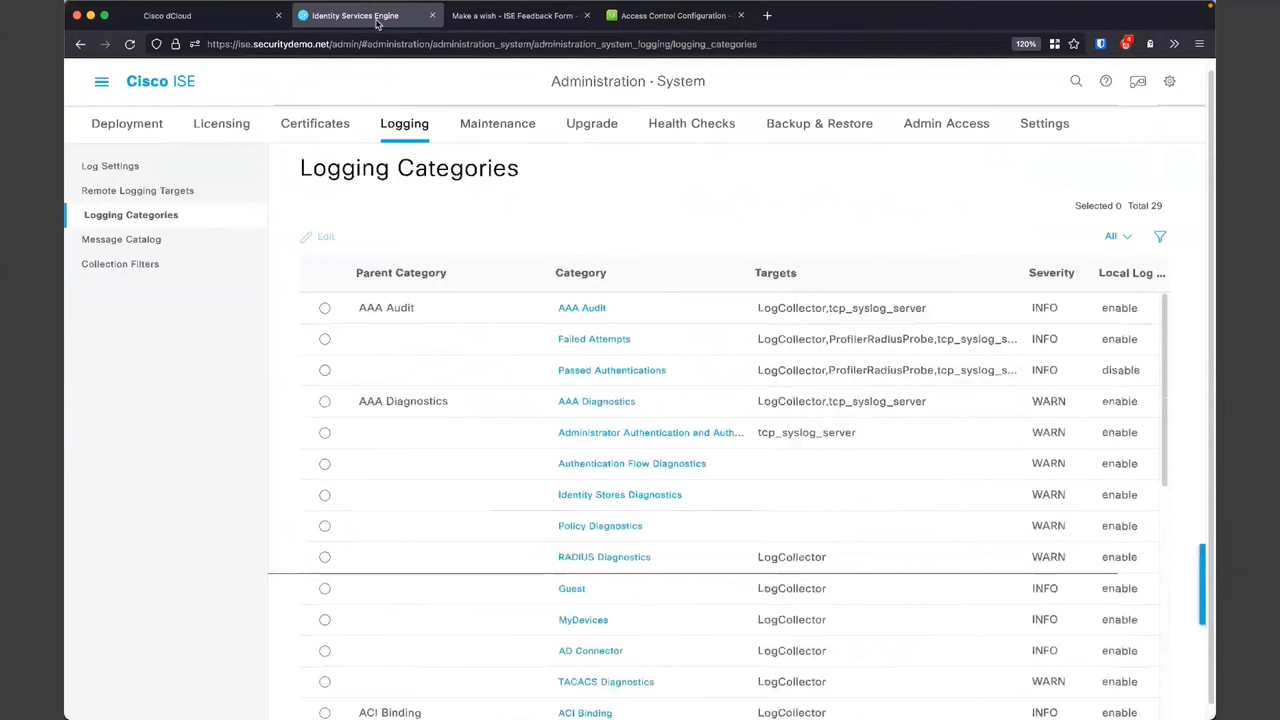 Cisco dCloud
Identity Services Engine
Make a wish - ISE Feedback Form -
Access Control Configuration -
https://ise.securitydemo.net/admin/#administration/administration_system/administration_system_logging/logging_categories
120%
4
Cisco ISE
Administration · System
Deployment Licensing Certificates Logging Maintenance Upgrade Health Checks Backup & Restore Admin Access Settings
Log Settings
Remote Logging Targets
Logging Categories
Message Catalog
Collection Filters
Logging Categories
Selected 0 Total 29
Edit
All
Parent Category Category Targets Severity Local Log ...
AAA Audit AAA Audit LogCollector,tcp_syslog_server INFO enable
Failed Attempts LogCollector,ProfilerRadiusProbe,tcp_syslog_s... INFO enable
Passed Authentications LogCollector,ProfilerRadiusProbe,tcp_syslog_s... INFO disable
AAA Diagnostics AAA Diagnostics LogCollector,tcp_syslog_server WARN enable
Administrator Authentication and Auth... tcp_syslog_server WARN enable
Authentication Flow Diagnostics WARN enable
Identity Stores Diagnostics WARN enable
Policy Diagnostics WARN enable
RADIUS Diagnostics LogCollector WARN enable
Guest LogCollector INFO enable
MyDevices LogCollector INFO enable
AD Connector LogCollector INFO enable
TACACS Diagnostics LogCollector WARN enable
ACI Binding ACI Binding LogCollector INFO enable